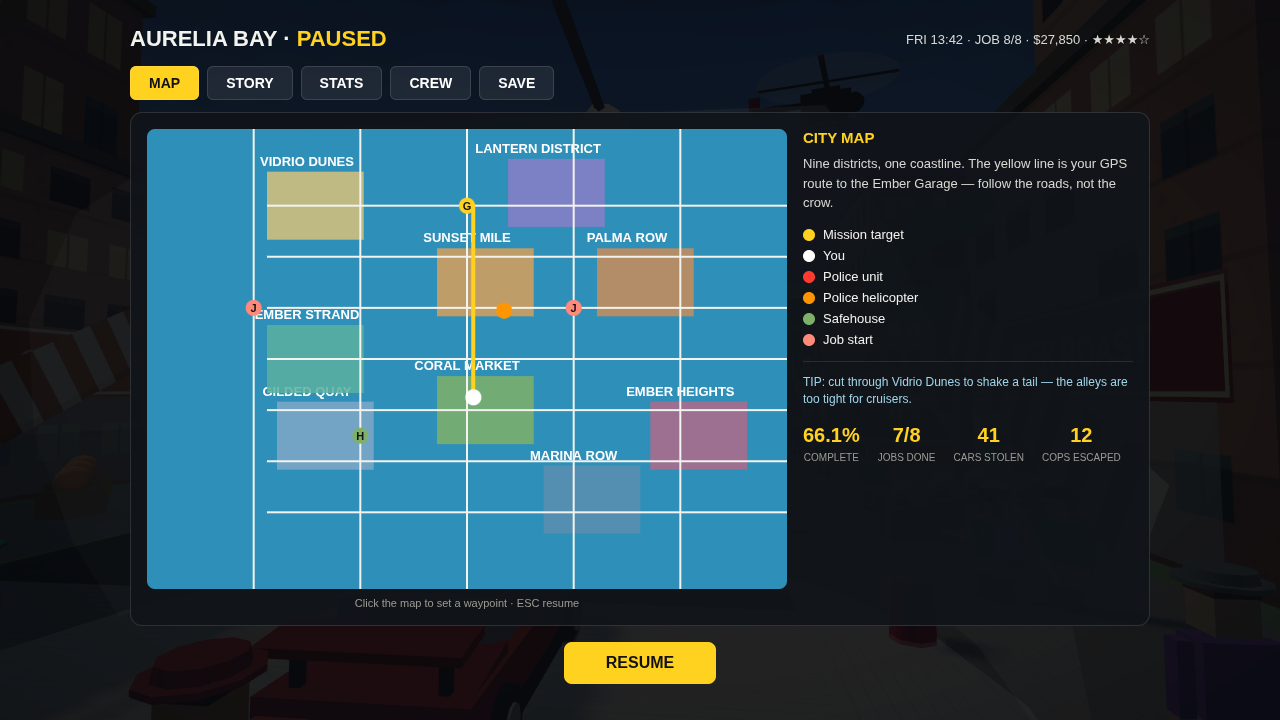 AURELIA BAY · PAUSED
FRI 13:42 · JOB 8/8 · $27,850 · ★★★★☆
MAP
STORY
STATS
CREW
SAVE
LANTERN DISTRICT
VIDRIO DUNES
G
SUNSET MILE
PALMA ROW
J
J
EMBER STRAND
CORAL MARKET
GILDED QUAY
EMBER HEIGHTS
H
MARINA ROW
Click the map to set a waypoint · ESC resume
CITY MAP
Nine districts, one coastline. The yellow line is your GPS
route to the Ember Garage — follow the roads, not the
crow.
Mission target
You
Police unit
Police helicopter
Safehouse
Job start
TIP: cut through Vidrio Dunes to shake a tail — the alleys are
too tight for cruisers.
66.1% 7/8 41 12
COMPLETE JOBS DONE CARS STOLEN COPS ESCAPED
RESUME